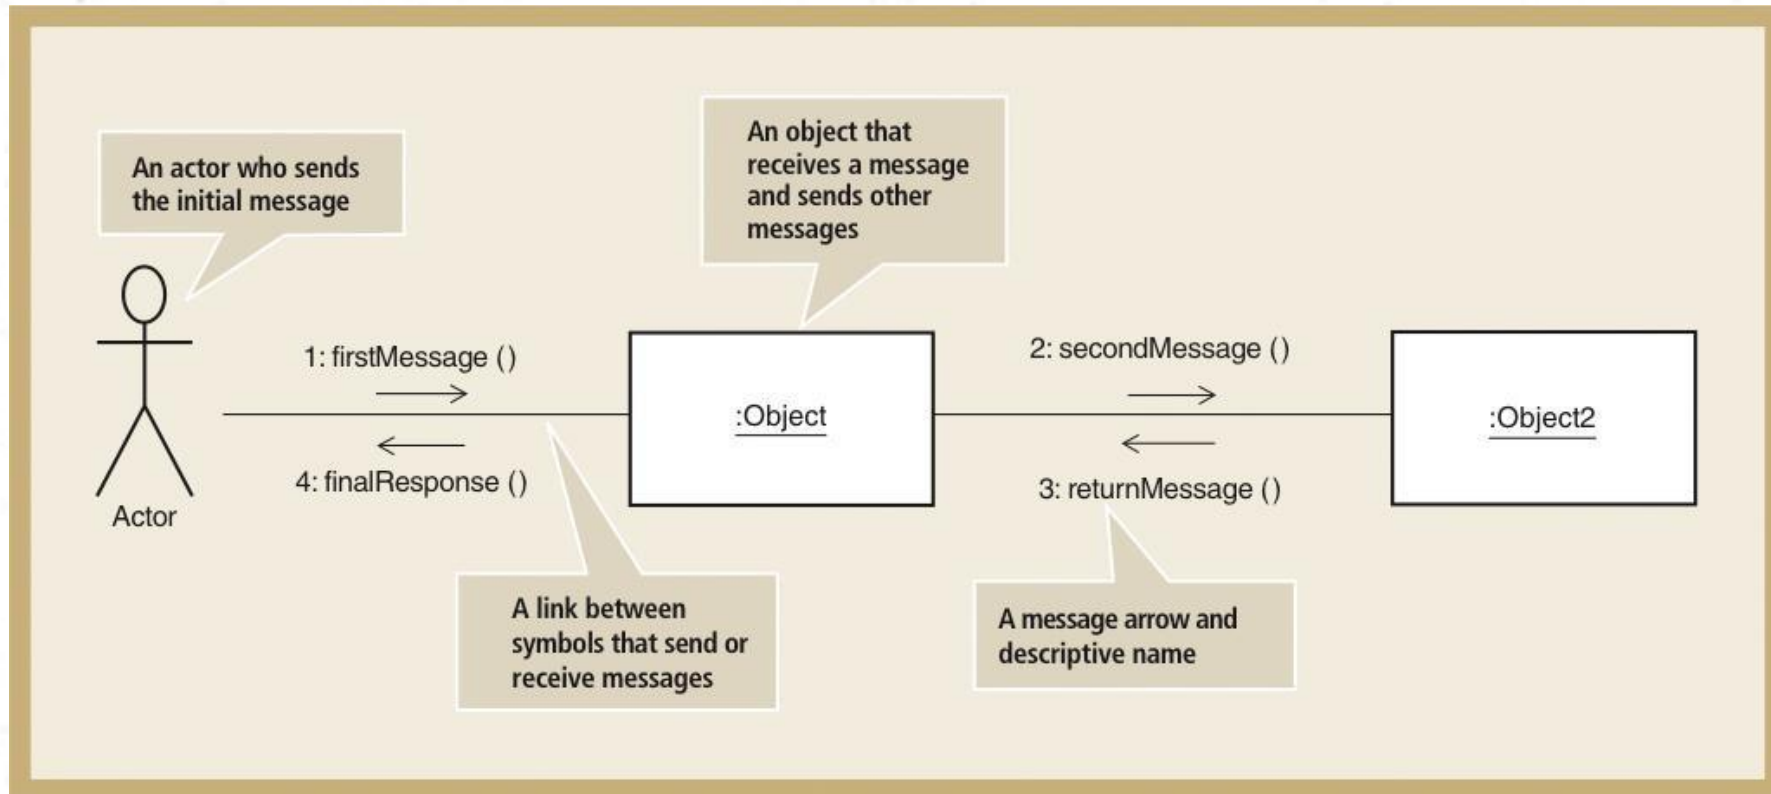 An actor who sends
the initial message
An object that
receives a message
and sends other
messages
1: firstMessage ()
2: secondMessage ()
:Object
:Object2
4: finalResponse ()
3: returnMessage ()
Actor
A link between
symbols that send or
receive messages
A message arrow and
descriptive name